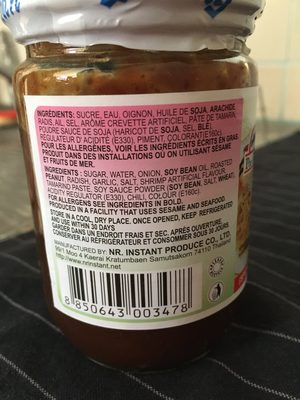 INGRÉDIENTS: SUCRE, EAU, OIGNON, HUILE DE SOJA, ARACHIDE
RADIS, AIL, SEL, ARÔME CREVETTE ARTIFICIEL, PÂTE DE TAMARIN,
POUDRE SAUCE DE SOJA (HARICOT DE SOJA, SEL, BLÉ),
REGULATEUR D'ACIDITÉ (E330), PIMENT, COLORANT(E160c)
POUR LES ALLERGÈNES, VOIR LES INGRÉDIENTS ÉCRITS EN GRAS
PRODUIT DANS DES INSTALLATIONS OÙ ON UTILISANT SESAME
ET FRUITS DE MER.
INGREDIENTS : SUGAR, WATER, ONION, SOY BEAN OIL, ROASTED
PEANUT, RADISH, GARLIC, SALT, SHRIMP ARTIFICIAL FLAVOUR,
TAMARIND PASTE, SOY SAUCE POWDER (SOY BEAN, SALT, WHEAT),
ACIDITY REGULATOR (E330), CHILI, COLOUR (E160c)
FOR ALLERGENS SEE INGREDIENTS IN BOLD.
PRODUCED IN A FACILITY THAT USES SESAME AND SEAFOOD.
STORE IN A COOL, DRY PLACE. ONCE OPENED, KEEP REFRIGERATED
AND USE WITHIN 30 DAYS
GARDER DANS UN ENDROIT FRAIS ET SEC. APRÈS OUVERTURE,
CONSERVER AU RÉFRIGÉRATEUR ET CONSOMMER SOUS 30 JOURS.
MANUFACTURED BY: NR. INSTANT PRODUCE CO., LTD.
99/1 Moo 4 Kaerai Kratumbaen Samutsakorn 74110 Thailand
http://www.nrinstant.net
8 850643 003478